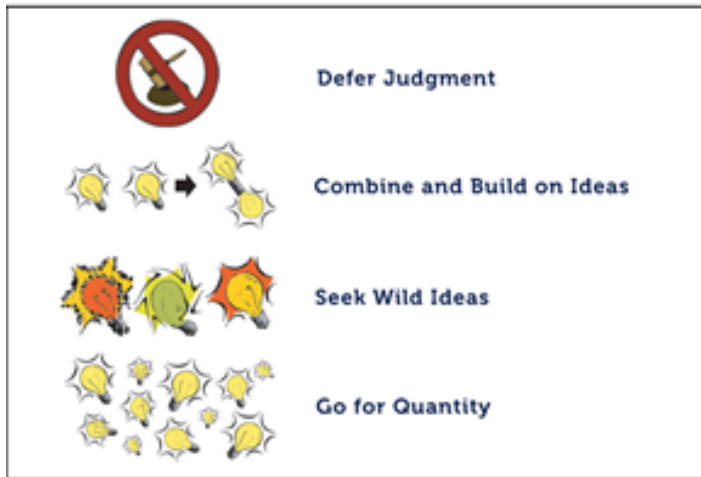 Defer Judgment
Combine and Build on Ideas
Seek Wild Ideas
Go for Quantity